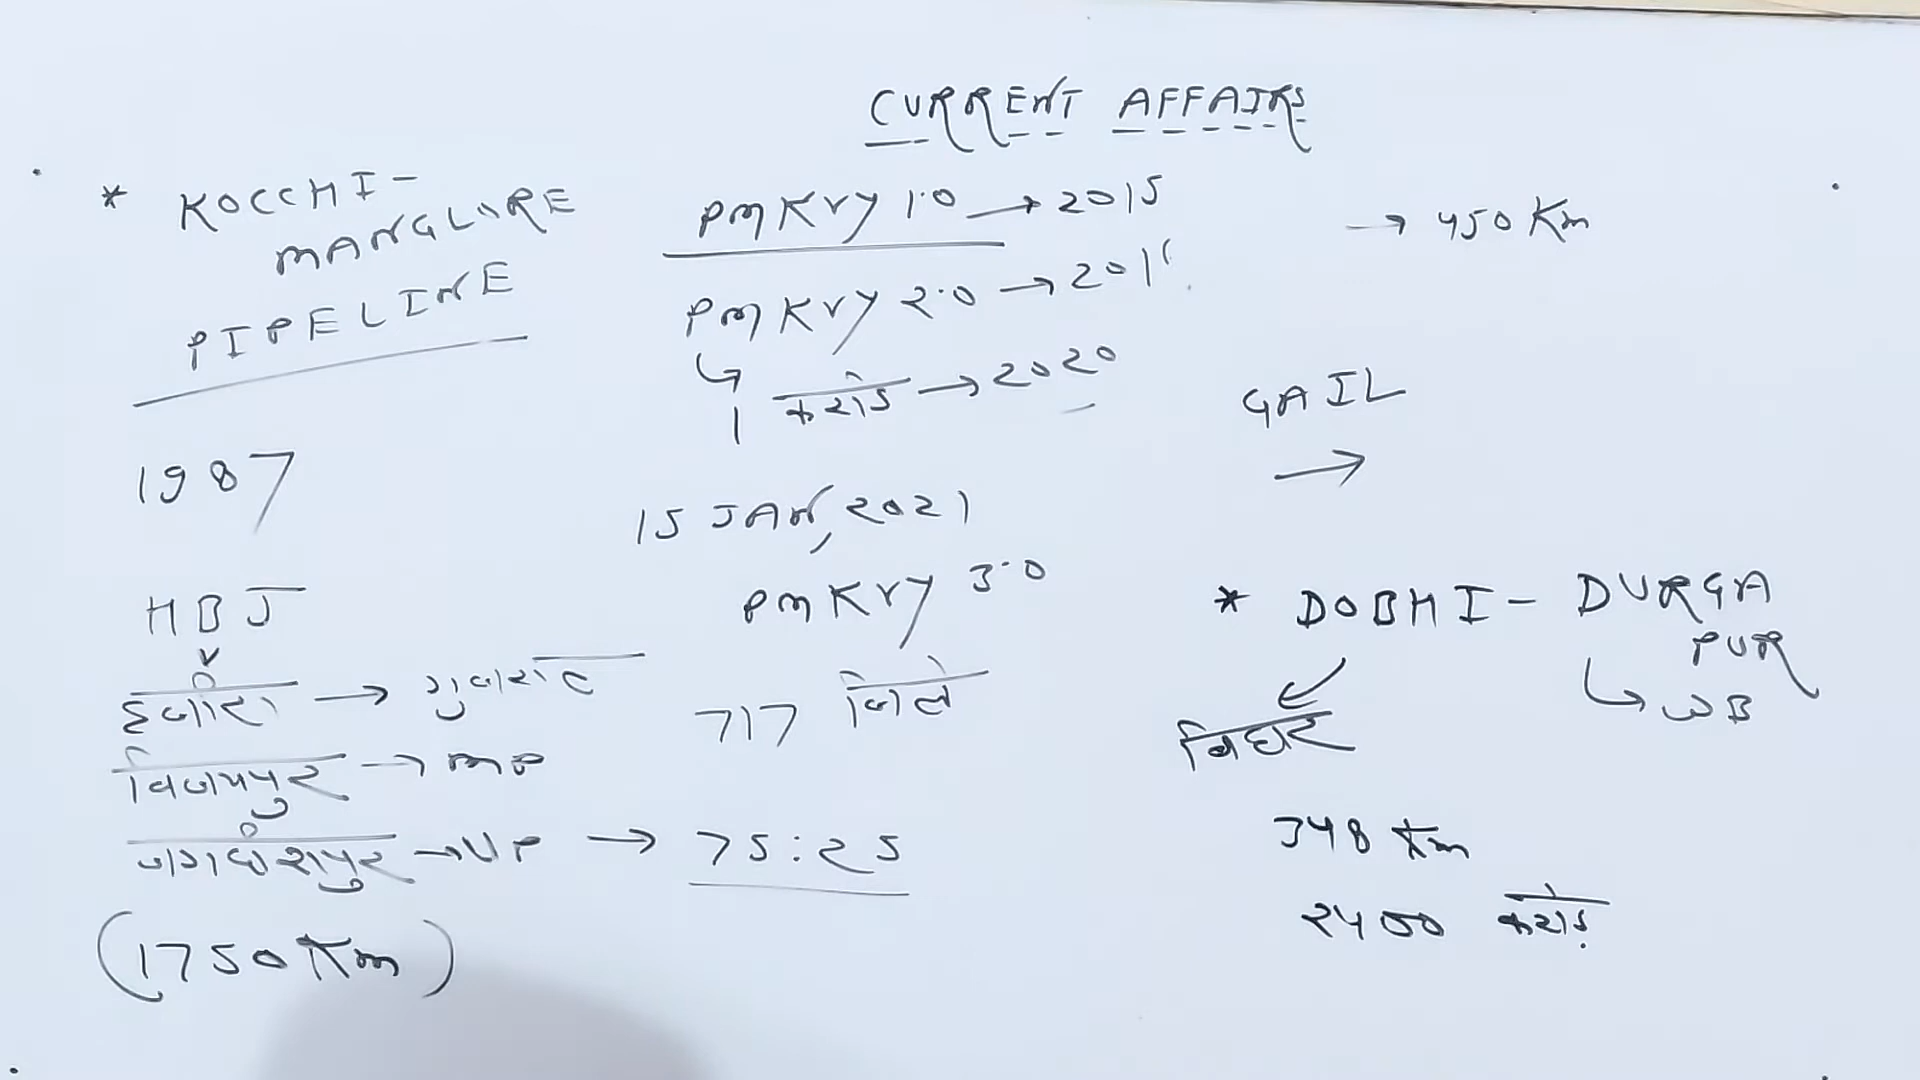 CURRENT AFFAIRS
* KOCCHI-
MANGLORE
PIPELINE
1987
HBJ
हजीरा → गुजरात
विजयपुर → MP
जगदीशपुर → UP → 75:25
(1750 Km)
PMKVY 1.0 → 2015
PMKVY 2.0 → 201
1 करोड़ → 2020
15 JAN, 2021
PMKVY 3.0
717 जिले
→ 450 Km
GAIL
→
* DOBHI - DURGA
PUR
↳ WB
348 Km
2400 करोड़